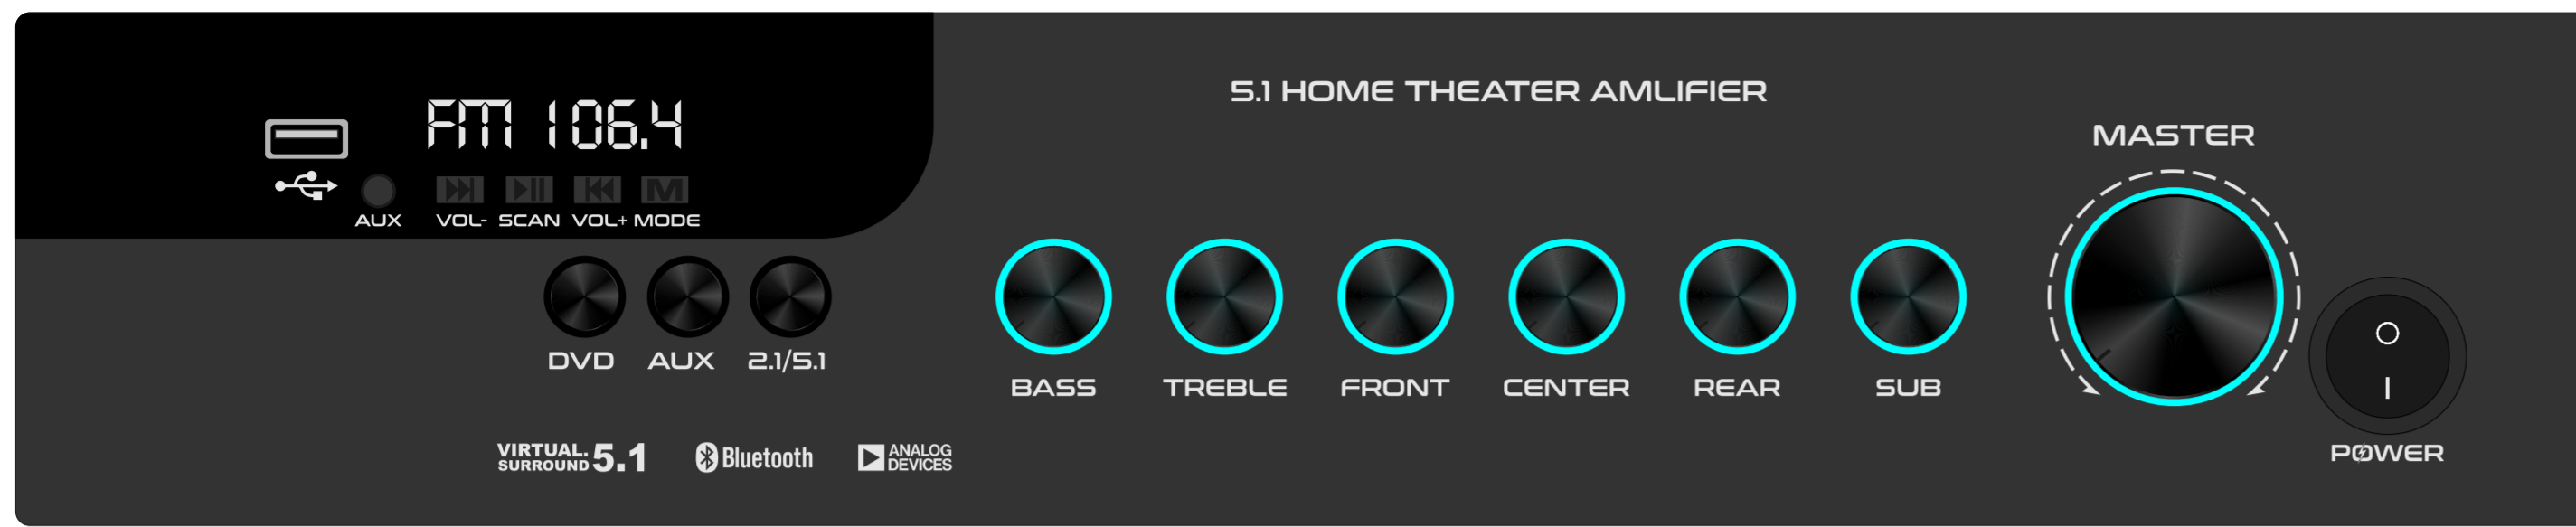 5.1 HOME THEATER AMLIFIER
FM 106.4
MASTER
AUX VOL- SCAN VOL+ MODE
M
DVD AUX 2.1/5.1
BASS TREBLE FRONT CENTER REAR SUB
POWER
VIRTUAL.
SURROUND 5.1
Bluetooth
ANALOG
DEVICES